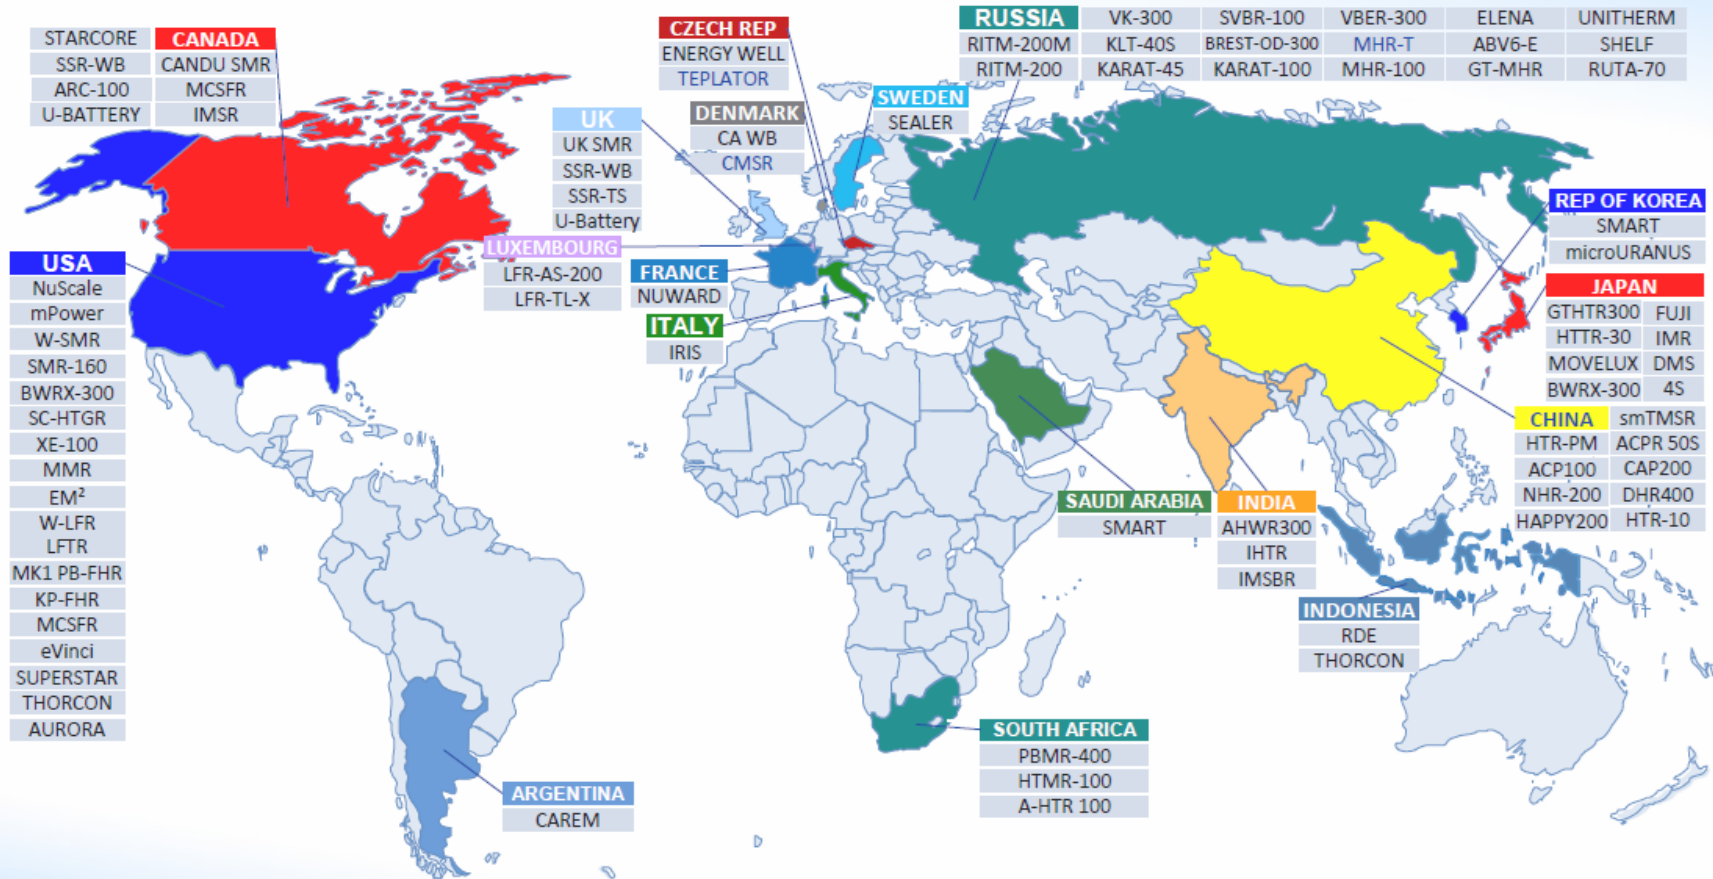 STARCORE CANADA
SSR-WB CANDU SMR
ARC-100 MCSFR
U-BATTERY IMSR
CZECH REP
ENERGY WELL
TEPLATOR
RUSSIA VK-300 SVBR-100 VBER-300 ELENA UNITHERM
RITM-200M KLT-40S BREST-OD-300 MHR-T ABV6-E SHELF
RITM-200 KARAT-45 KARAT-100 MHR-100 GT-MHR RUTA-70
UK
UK SMR
SSR-WB
SSR-TS
U-Battery
DENMARK
CA WB
CMSR
SWEDEN
SEALER
LUXEMBOURG
LFR-AS-200
LFR-TL-X
FRANCE
NUWARD
ITALY
IRIS
USA
NuScale
mPower
W-SMR
SMR-160
BWRX-300
SC-HTGR
XE-100
MMR
EM²
W-LFR
LFTR
MK1 PB-FHR
KP-FHR
MCSFR
eVinci
SUPERSTAR
THORCON
AURORA
REP OF KOREA
SMART
microURANUS
JAPAN
GTHTR300 FUJI
HTTR-30 IMR
MOVELUX DMS
BWRX-300 4S
CHINA smTMSR
HTR-PM ACPR 50S
ACP100 CAP200
NHR-200 DHR400
HAPPY200 HTR-10
SAUDI ARABIA
SMART
INDIA
AHWR300
IHTR
IMSBR
INDONESIA
RDE
THORCON
SOUTH AFRICA
PBMR-400
HTMR-100
A-HTR 100
ARGENTINA
CAREM